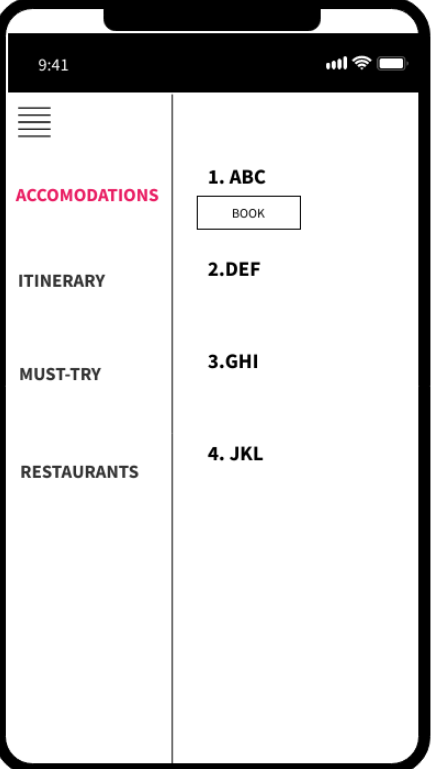 9:41
ACCOMODATIONS
ITINERARY
MUST-TRY
RESTAURANTS
1. ABC
BOOK
2.DEF
3.GHI
4. JKL